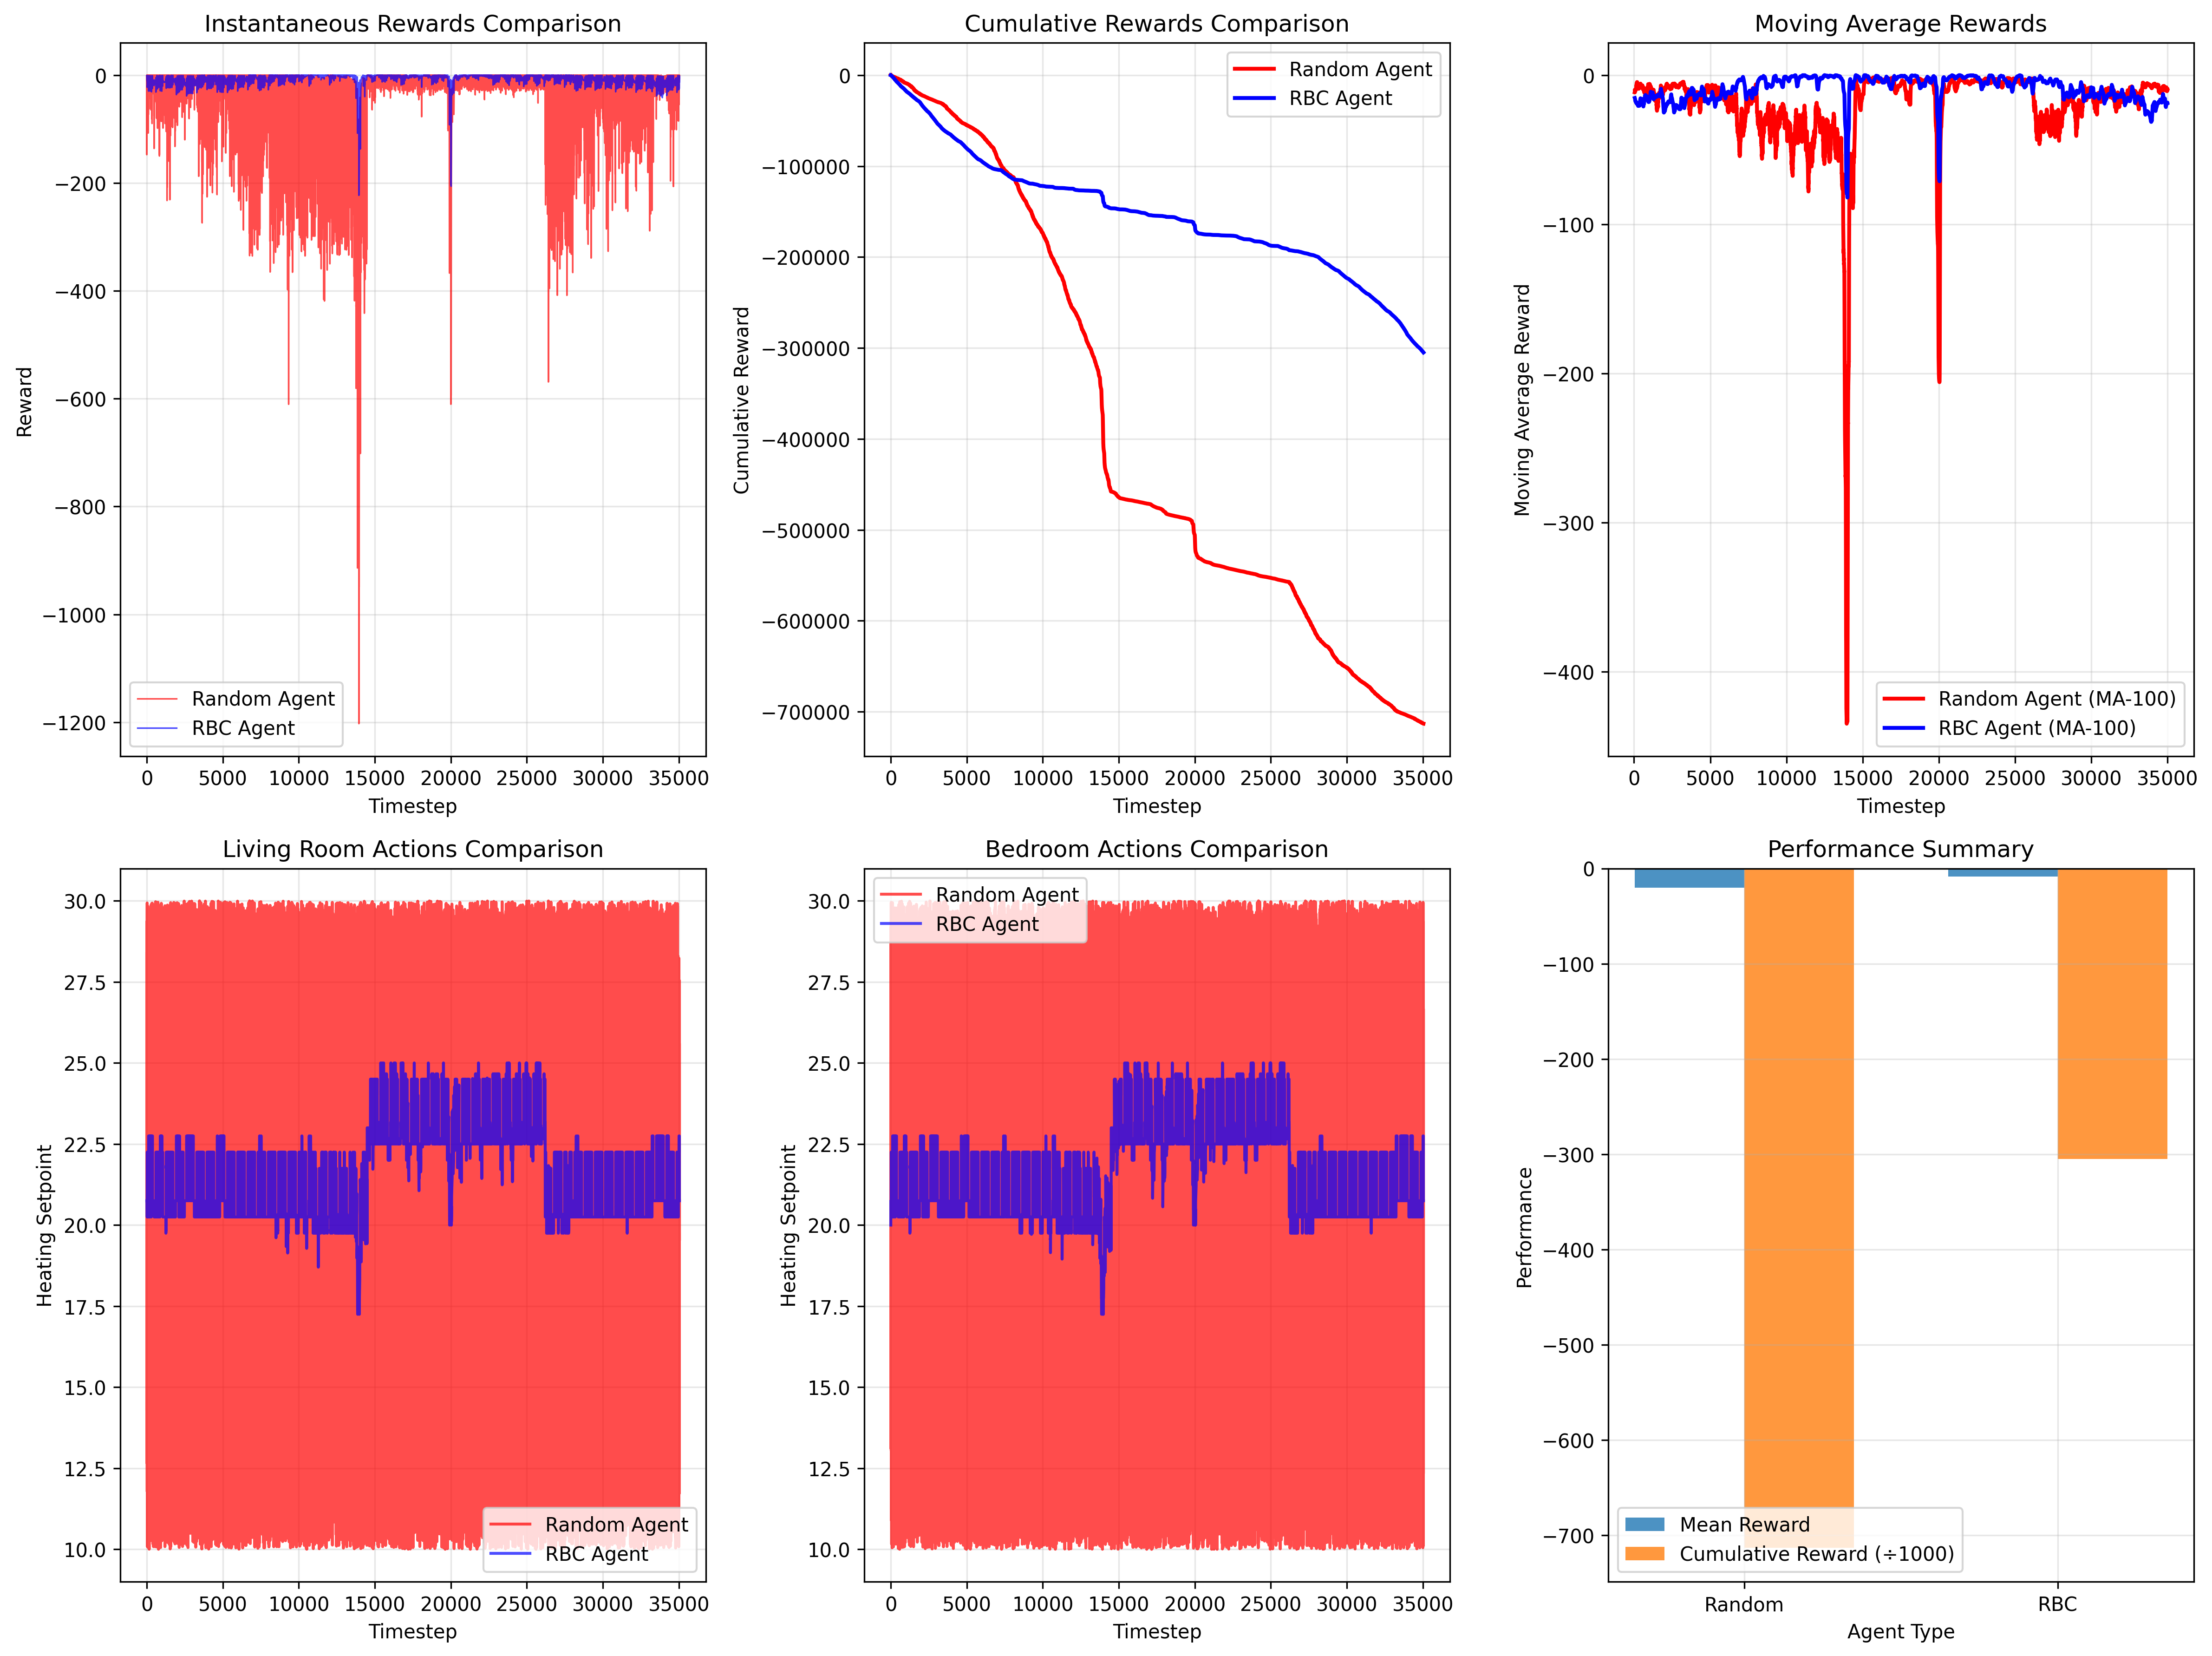 Instantaneous Rewards Comparison
0
−200
−400
−600
−800
−1000
−1200
Reward
Random Agent
RBC Agent
0 5000 10000 15000 20000 25000 30000 35000
Timestep
Cumulative Rewards Comparison
0
−100000
−200000
−300000
−400000
−500000
−600000
−700000
Cumulative Reward
Random Agent
RBC Agent
0 5000 10000 15000 20000 25000 30000 35000
Timestep
Moving Average Rewards
0
−100
−200
−300
−400
Moving Average Reward
Random Agent (MA-100)
RBC Agent (MA-100)
0 5000 10000 15000 20000 25000 30000 35000
Timestep
Living Room Actions Comparison
30.0
27.5
25.0
22.5
20.0
17.5
15.0
12.5
10.0
Heating Setpoint
Random Agent
RBC Agent
0 5000 10000 15000 20000 25000 30000 35000
Timestep
Bedroom Actions Comparison
30.0
27.5
25.0
22.5
20.0
17.5
15.0
12.5
10.0
Heating Setpoint
Random Agent
RBC Agent
0 5000 10000 15000 20000 25000 30000 35000
Timestep
Performance Summary
0
−100
−200
−300
−400
−500
−600
−700
Performance
Mean Reward
Cumulative Reward (÷1000)
Random RBC
Agent Type